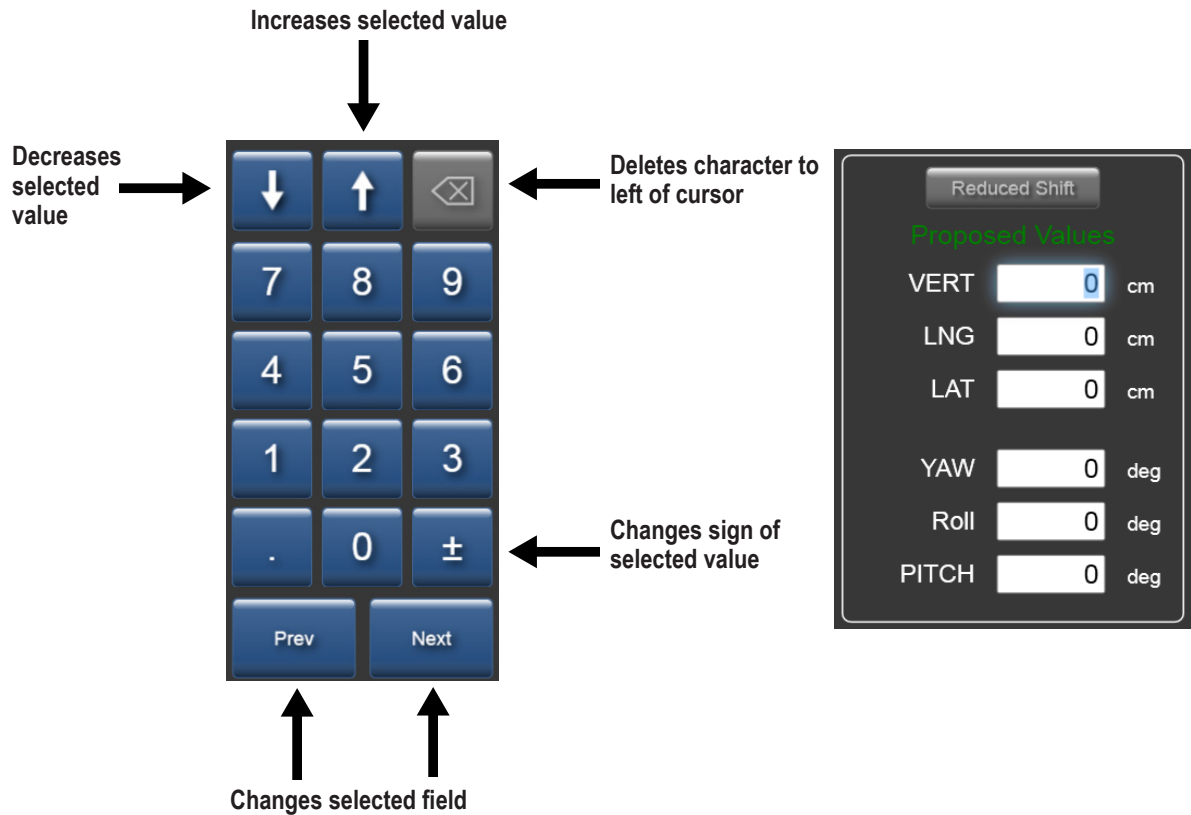 Increases selected value
Decreases
selected
value
Deletes character to
left of cursor
7 8 9
4 5 6
1 2 3
. 0 ±
Changes sign of
selected value
Prev Next
Changes selected field
Reduced Shift
Proposed Values
VERT 0 cm
LNG 0 cm
LAT 0 cm
YAW 0 deg
Roll 0 deg
PITCH 0 deg